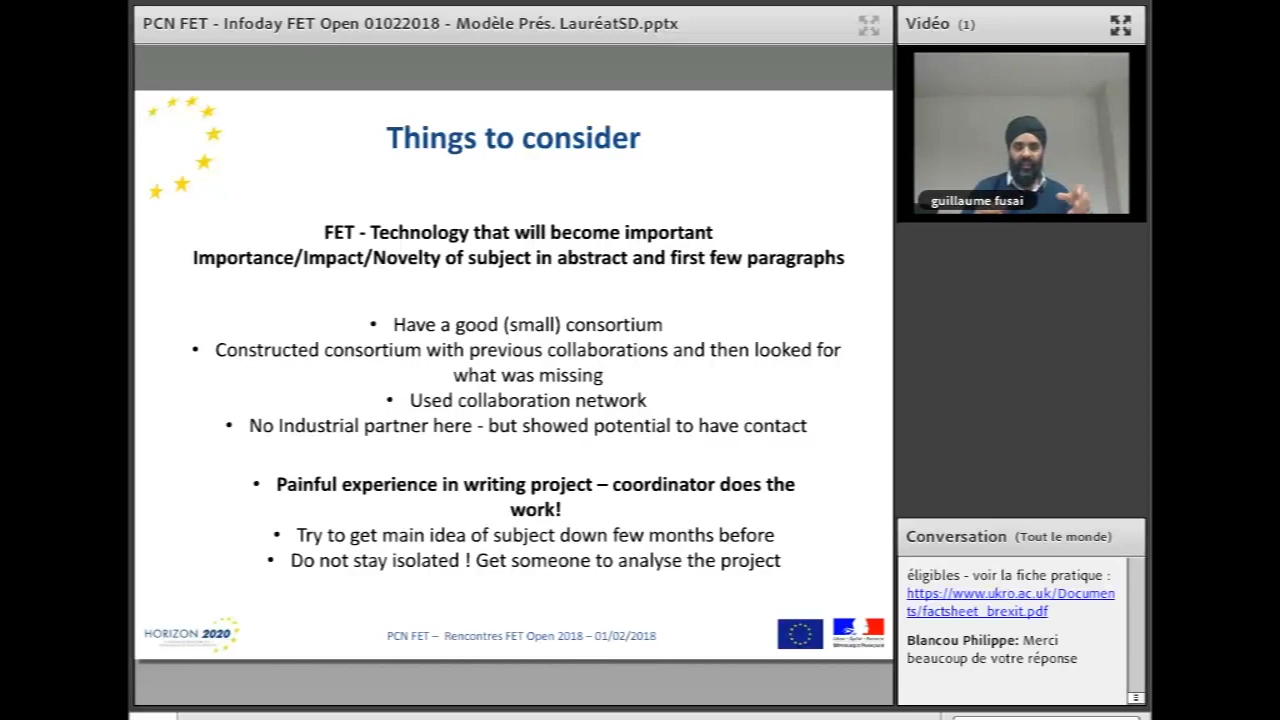 PCN FET - Infoday FET Open 01022018 - Modèle Prés. LauréatSD.pptx
Vidéo (1)
guillaume fusai
Things to consider
FET - Technology that will become important
Importance/Impact/Novelty of subject in abstract and first few paragraphs
• Have a good (small) consortium
• Constructed consortium with previous collaborations and then looked for
what was missing
• Used collaboration network
• No Industrial partner here - but showed potential to have contact
• Painful experience in writing project – coordinator does the
work!
• Try to get main idea of subject down few months before
• Do not stay isolated ! Get someone to analyse the project
HORIZON 2020
PCN FET – Rencontres FET Open 2018 – 01/02/2018
Conversation (Tout le monde)
éligibles - voir la fiche pratique :
https://www.ukro.ac.uk/Documen
ts/factsheet_brexit.pdf
Blancou Philippe: Merci
beaucoup de votre réponse